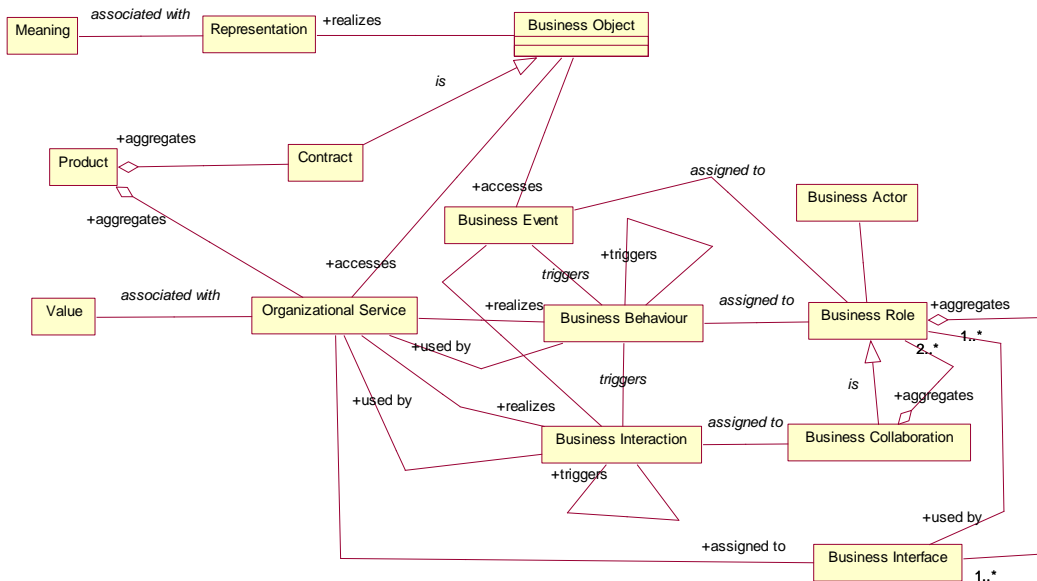 associated with
+realizes
Business Object
Meaning
Representation
is
+aggregates
Product
Contract
+aggregates
assigned to
+accesses
Business Actor
Business Event
+triggers
triggers
+accesses
associated with
Value
Organizational Service
+realizes
Business Behaviour
assigned to
Business Role
+aggregates
1..*
2..*
+used by
triggers
is
+aggregates
+used by
+realizes
Business Interaction
assigned to
Business Collaboration
+triggers
+used by
+assigned to
Business Interface
1..*